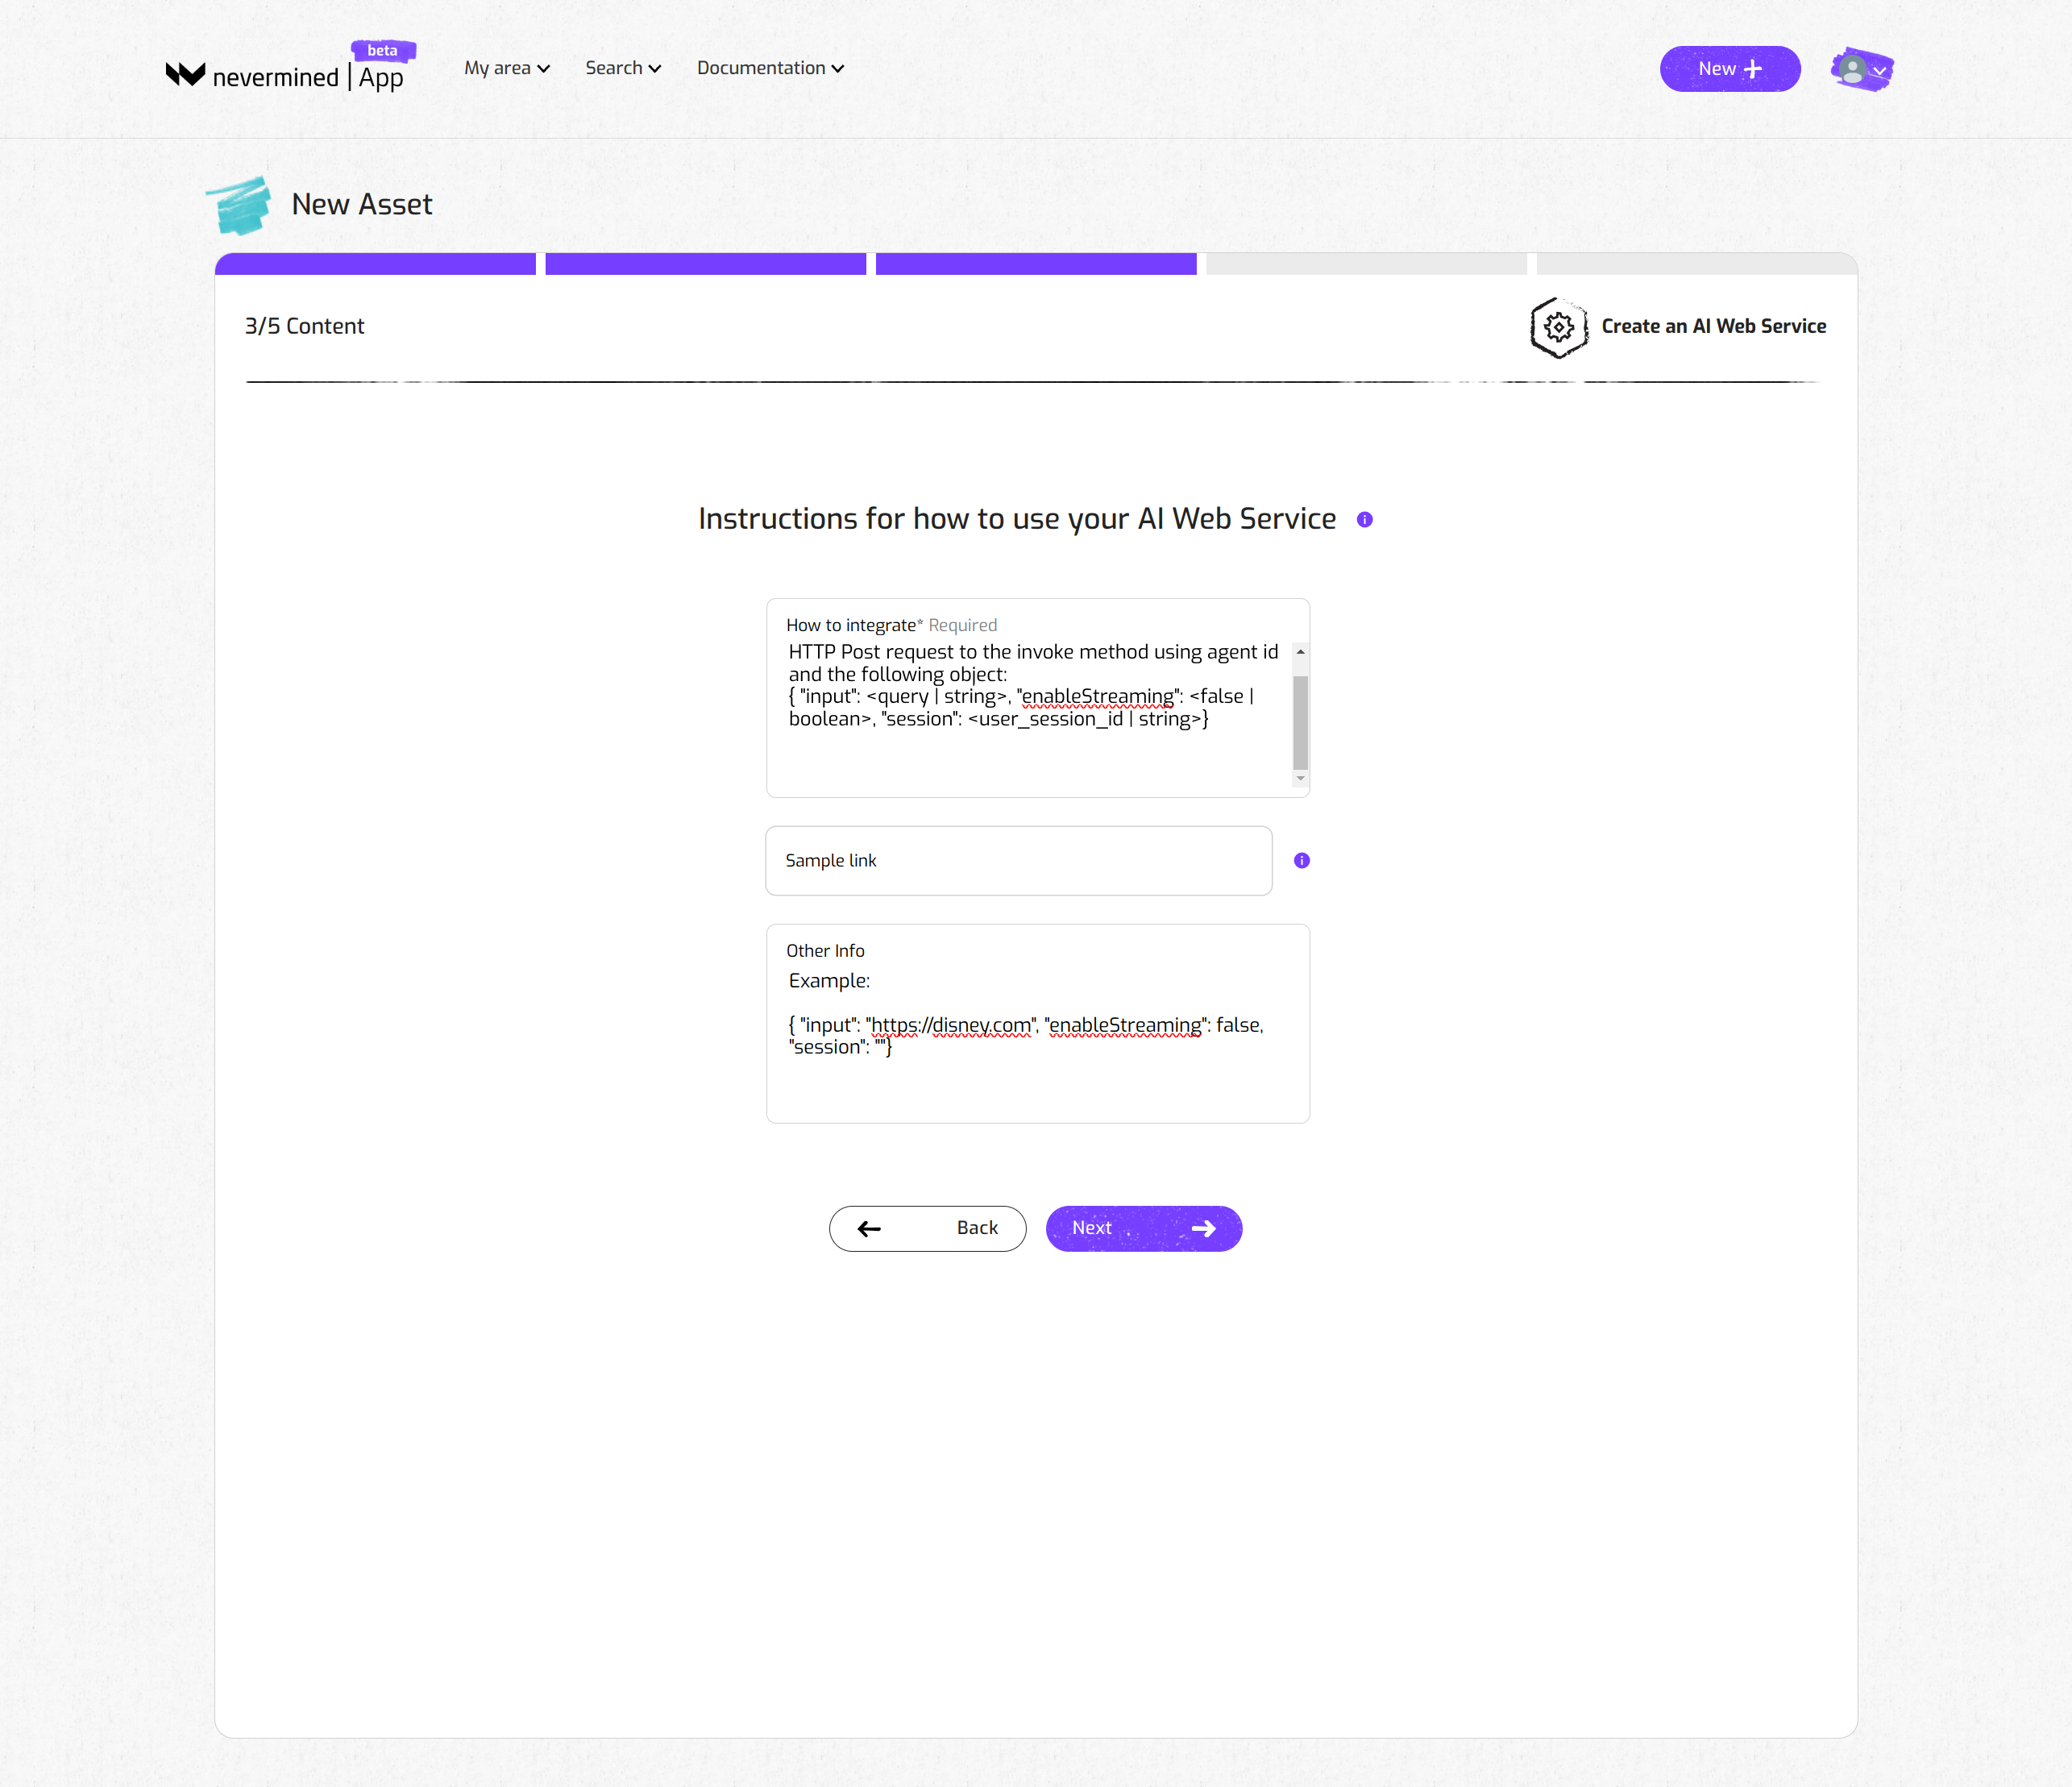 beta
nevermined | App
My area
Search
Documentation
New
New Asset
3/5 Content
Create an AI Web Service
Instructions for how to use your AI Web Service
How to integrate* Required
HTTP Post request to the invoke method using agent id
and the following object:
{ "input": <query | string>, "enableStreaming": <false |
boolean>, "session": <user_session_id | string>}
Sample link
Other Info
Example:
{ "input": "https://disney.com", "enableStreaming": false,
"session": ""}
Back
Next